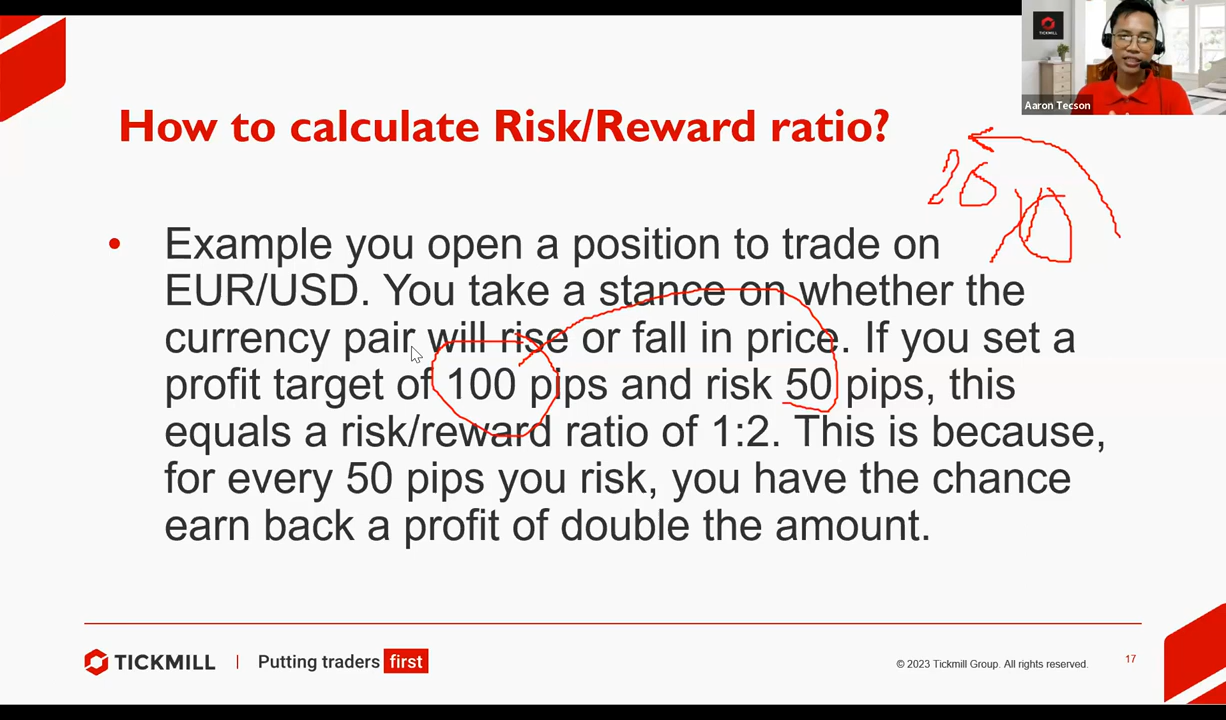 TICKMILL
Aaron Tecson
How to calculate Risk/Reward ratio?
• Example you open a position to trade on
EUR/USD. You take a stance on whether the
currency pair will rise or fall in price. If you set a
profit target of 100 pips and risk 50 pips, this
equals a risk/reward ratio of 1:2. This is because,
for every 50 pips you risk, you have the chance
earn back a profit of double the amount.
TICKMILL | Putting traders first
© 2023 Tickmill Group. All rights reserved. 17